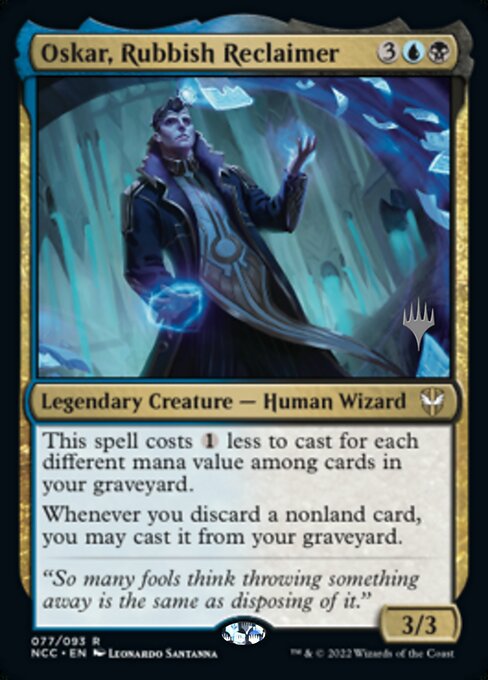 Oskar, Rubbish Reclaimer 3
Legendary Creature — Human Wizard
This spell costs 1 less to cast for each
different mana value among cards in
your graveyard.
Whenever you discard a nonland card,
you may cast it from your graveyard.
“So many fools think throwing something
away is the same as disposing of it.”
3/3
077/093 R
NCC • EN Leonardo Santanna
™ & © 2022 Wizards of the Coast